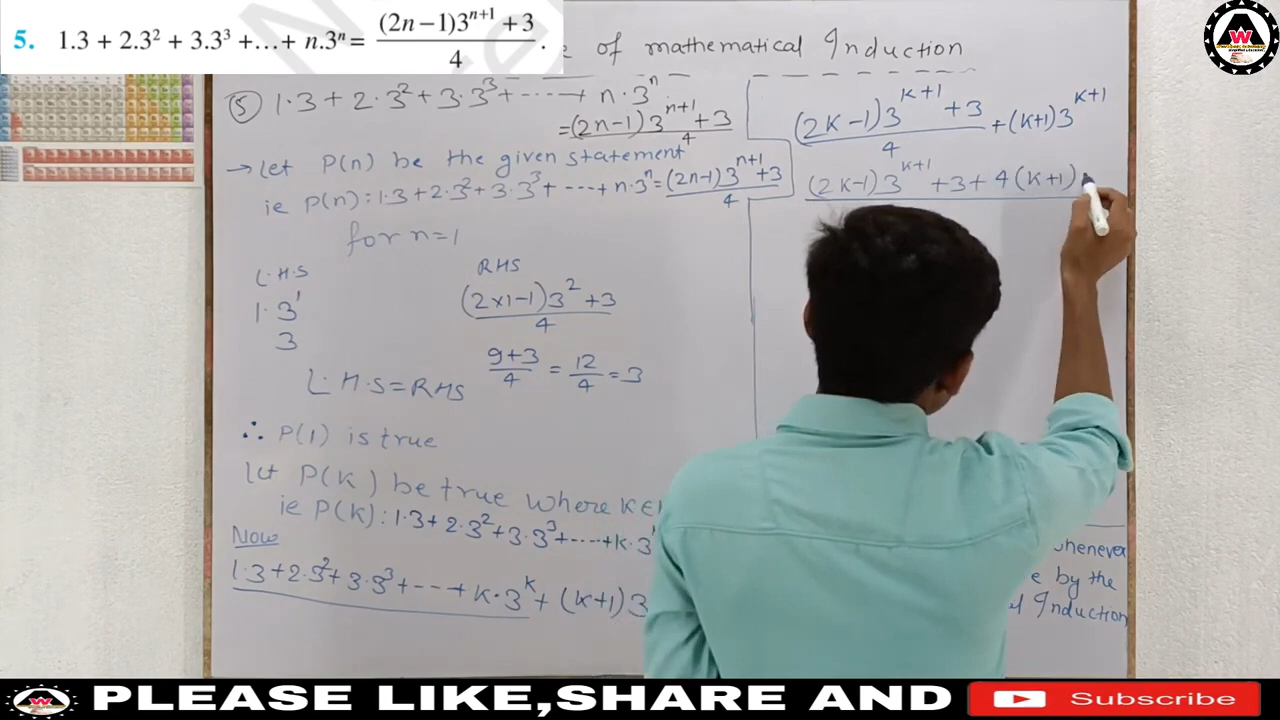 5. 1.3 + 2.3² + 3.3³ +...+ n.3ⁿ = ((2n−1)3ⁿ⁺¹ + 3)/4.
of mathematical Induction
⑤ 1·3 + 2·3² + 3·3³ + ----- + n·3ⁿ
= ((2n−1)3ⁿ⁺¹ + 3)/4
→ Let P(n) be the given statement
ie P(n): 1·3 + 2·3² + 3·3³ + ---- + n·3ⁿ = ((2n−1)3ⁿ⁺¹ + 3)/4
for n=1
L·H·S
1·3¹
3
RHS
((2×1−1)3² + 3)/4
(9+3)/4 = 12/4 = 3
L·H·S = RHS
∴ P(1) is true
Let P(K) be true where K∈
ie P(K): 1·3 + 2·3² + 3·3³ + ---- + K·3
Now
1·3 + 2·3² + 3·3³ + --- + K·3ᴷ + (K+1)3
((2K−1)3ᴷ⁺¹ + 3)/4 + (K+1)3ᴷ⁺¹
(2K−1)3ᴷ⁺¹ + 3 + 4(K+1)
whenever
by the
Induction
W
PLEASE LIKE,SHARE AND Subscribe
W